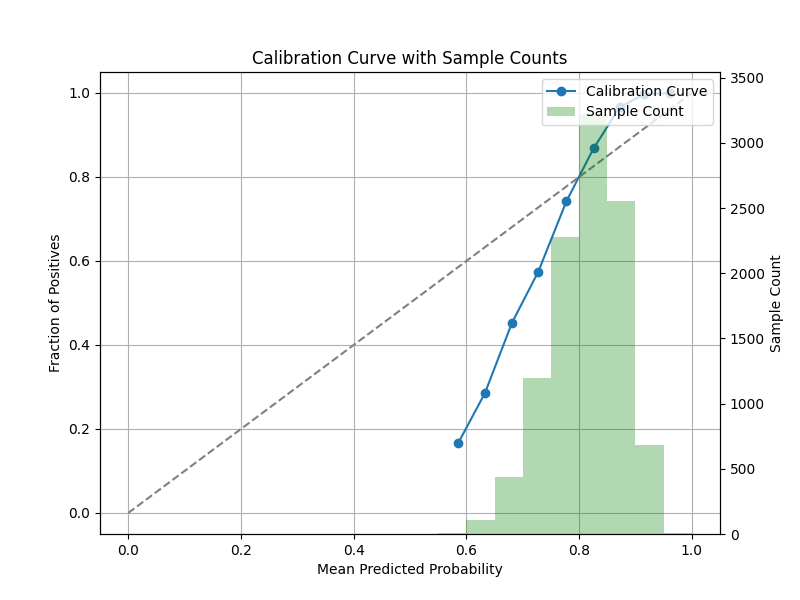 Calibration Curve with Sample Counts
Calibration Curve
Sample Count
Fraction of Positives
1.0
0.8
0.6
0.4
0.2
0.0
3500
3000
2500
2000
1500
1000
500
0
Sample Count
0.0 0.2 0.4 0.6 0.8 1.0
Mean Predicted Probability